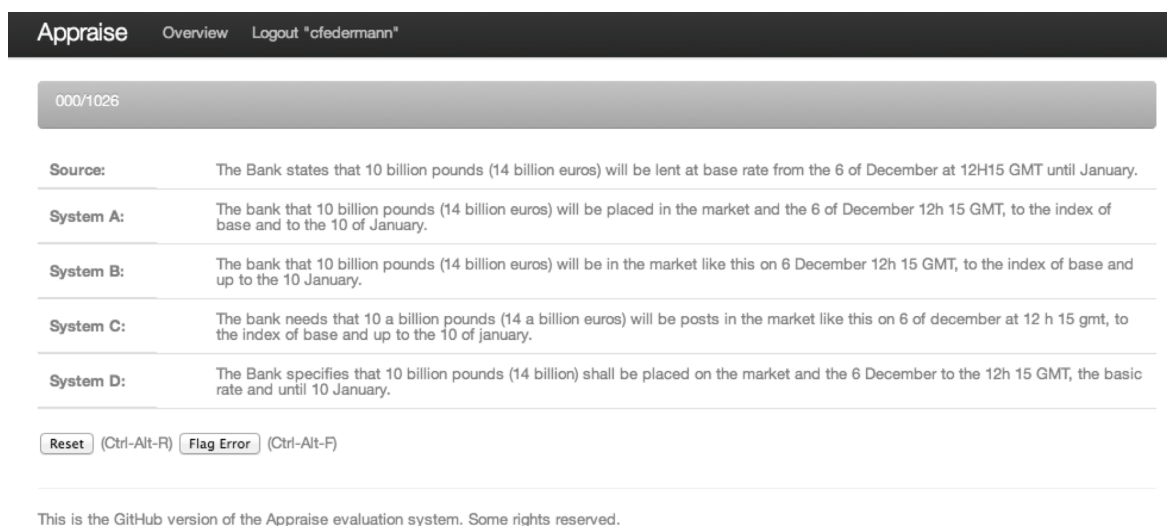 Appraise Overview Logout "cfedermann"
000/1026
Source: The Bank states that 10 billion pounds (14 billion euros) will be lent at base rate from the 6 of December at 12H15 GMT until January.
System A: The bank that 10 billion pounds (14 billion euros) will be placed in the market and the 6 of December 12h 15 GMT, to the index of
base and to the 10 of January.
System B: The bank that 10 billion pounds (14 billion euros) will be in the market like this on 6 December 12h 15 GMT, to the index of base and
up to the 10 January.
System C: The bank needs that 10 a billion pounds (14 a billion euros) will be posts in the market like this on 6 of december at 12 h 15 gmt, to
the index of base and up to the 10 of january.
System D: The Bank specifies that 10 billion pounds (14 billion) shall be placed on the market and the 6 December to the 12h 15 GMT, the basic
rate and until 10 January.
Reset (Ctrl-Alt-R) Flag Error (Ctrl-Alt-F)
This is the GitHub version of the Appraise evaluation system. Some rights reserved.